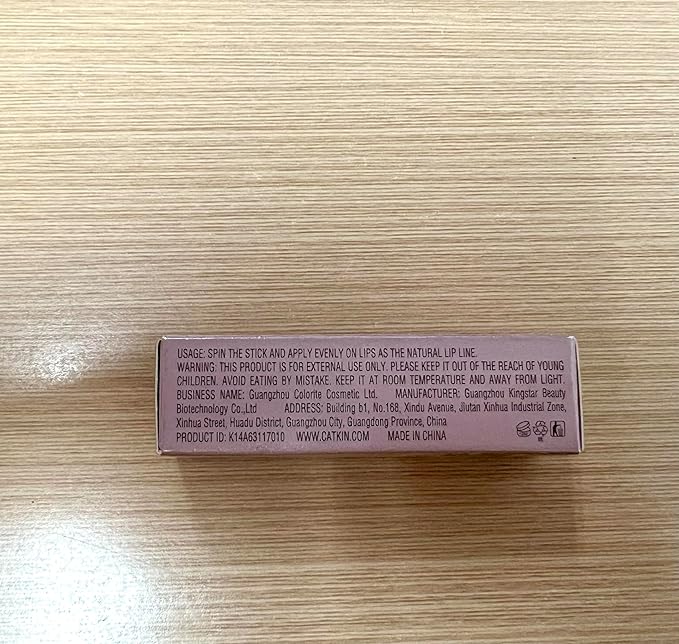 USAGE: SPIN THE STICK AND APPLY EVENLY ON LIPS AS THE NATURAL LIP LINE.
WARNING: THIS PRODUCT IS FOR EXTERNAL USE ONLY. PLEASE KEEP IT OUT OF THE REACH OF YOUNG
CHILDREN. AVOID EATING BY MISTAKE. KEEP IT AT ROOM TEMPERATURE AND AWAY FROM LIGHT.
BUSINESS NAME: Guangzhou Colorite Cosmetic Ltd. MANUFACTURER: Guangzhou Kingstar Beauty
Biotechnology Co.,Ltd ADDRESS: Building b1, No.168, Xindu Avenue, Jiutan Xinhua Industrial Zone,
Xinhua Street, Huadu District, Guangzhou City, Guangdong Province, China
PRODUCT ID: K14A63117010 WWW.CATKIN.COM MADE IN CHINA